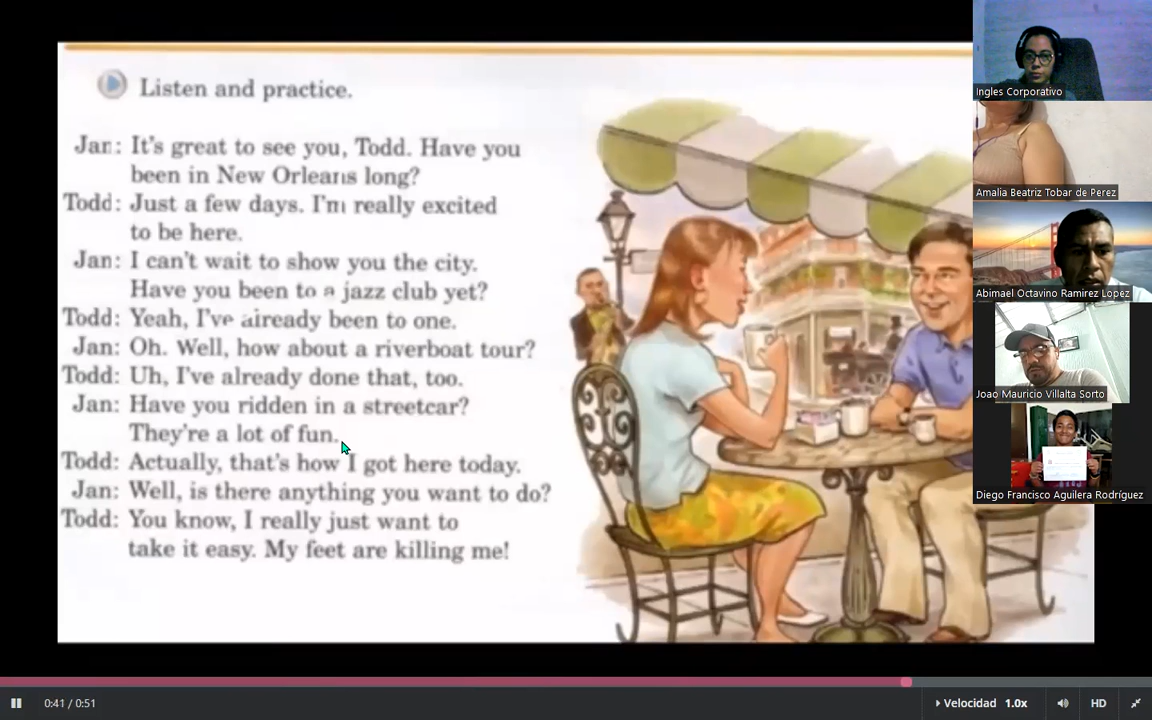 Listen and practice.
Jan: It's great to see you, Todd. Have you
been in New Orleans long?
Todd: Just a few days. I'm really excited
to be here.
Jan: I can't wait to show you the city.
Have you been to a jazz club yet?
Todd: Yeah, I've already been to one.
Jan: Oh. Well, how about a riverboat tour?
Todd: Uh, I've already done that, too.
Jan: Have you ridden in a streetcar?
They're a lot of fun.
Todd: Actually, that's how I got here today.
Jan: Well, is there anything you want to do?
Todd: You know, I really just want to
take it easy. My feet are killing me!
Ingles Corporativo
Amalia Beatriz Tobar de Perez
Abimael Octavino Ramirez Lopez
Joao Mauricio Villalta Sorto
Diego Francisco Aguilera Rodríguez
0:41 / 0:51
Velocidad 1.0x
HD